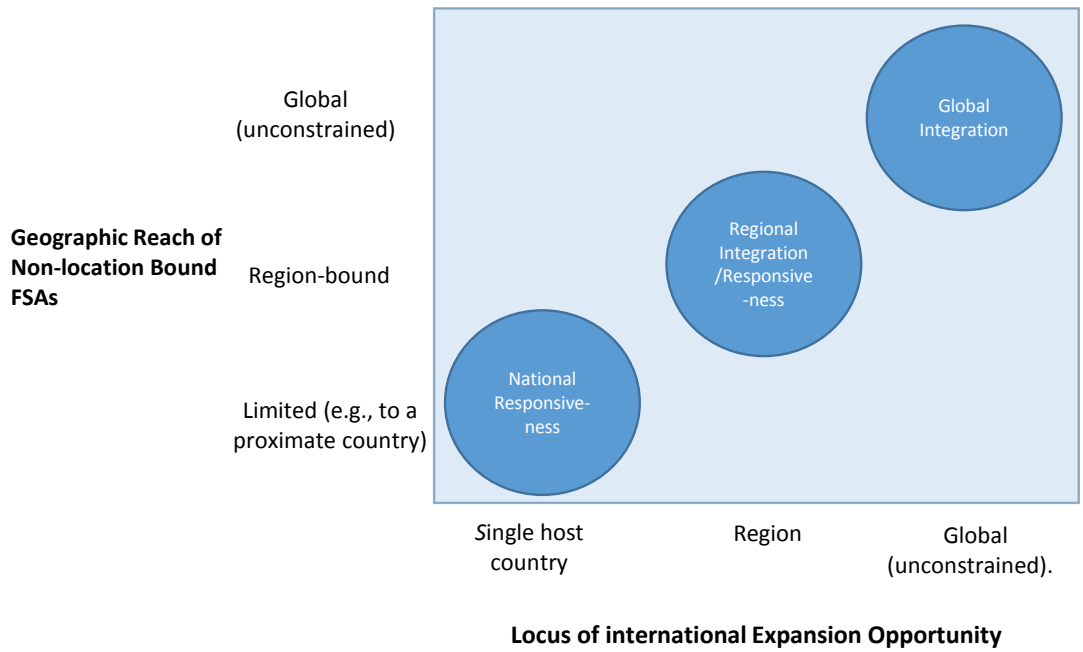 Global
(unconstrained)
Global
Integration
Geographic Reach of
Non-location Bound
FSAs
Region-bound
Regional
Integration
/Responsive
-ness
Limited (e.g., to a
proximate country)
National
Responsive-
ness
Single host
country
Region
Global
(unconstrained).
Locus of international Expansion Opportunity